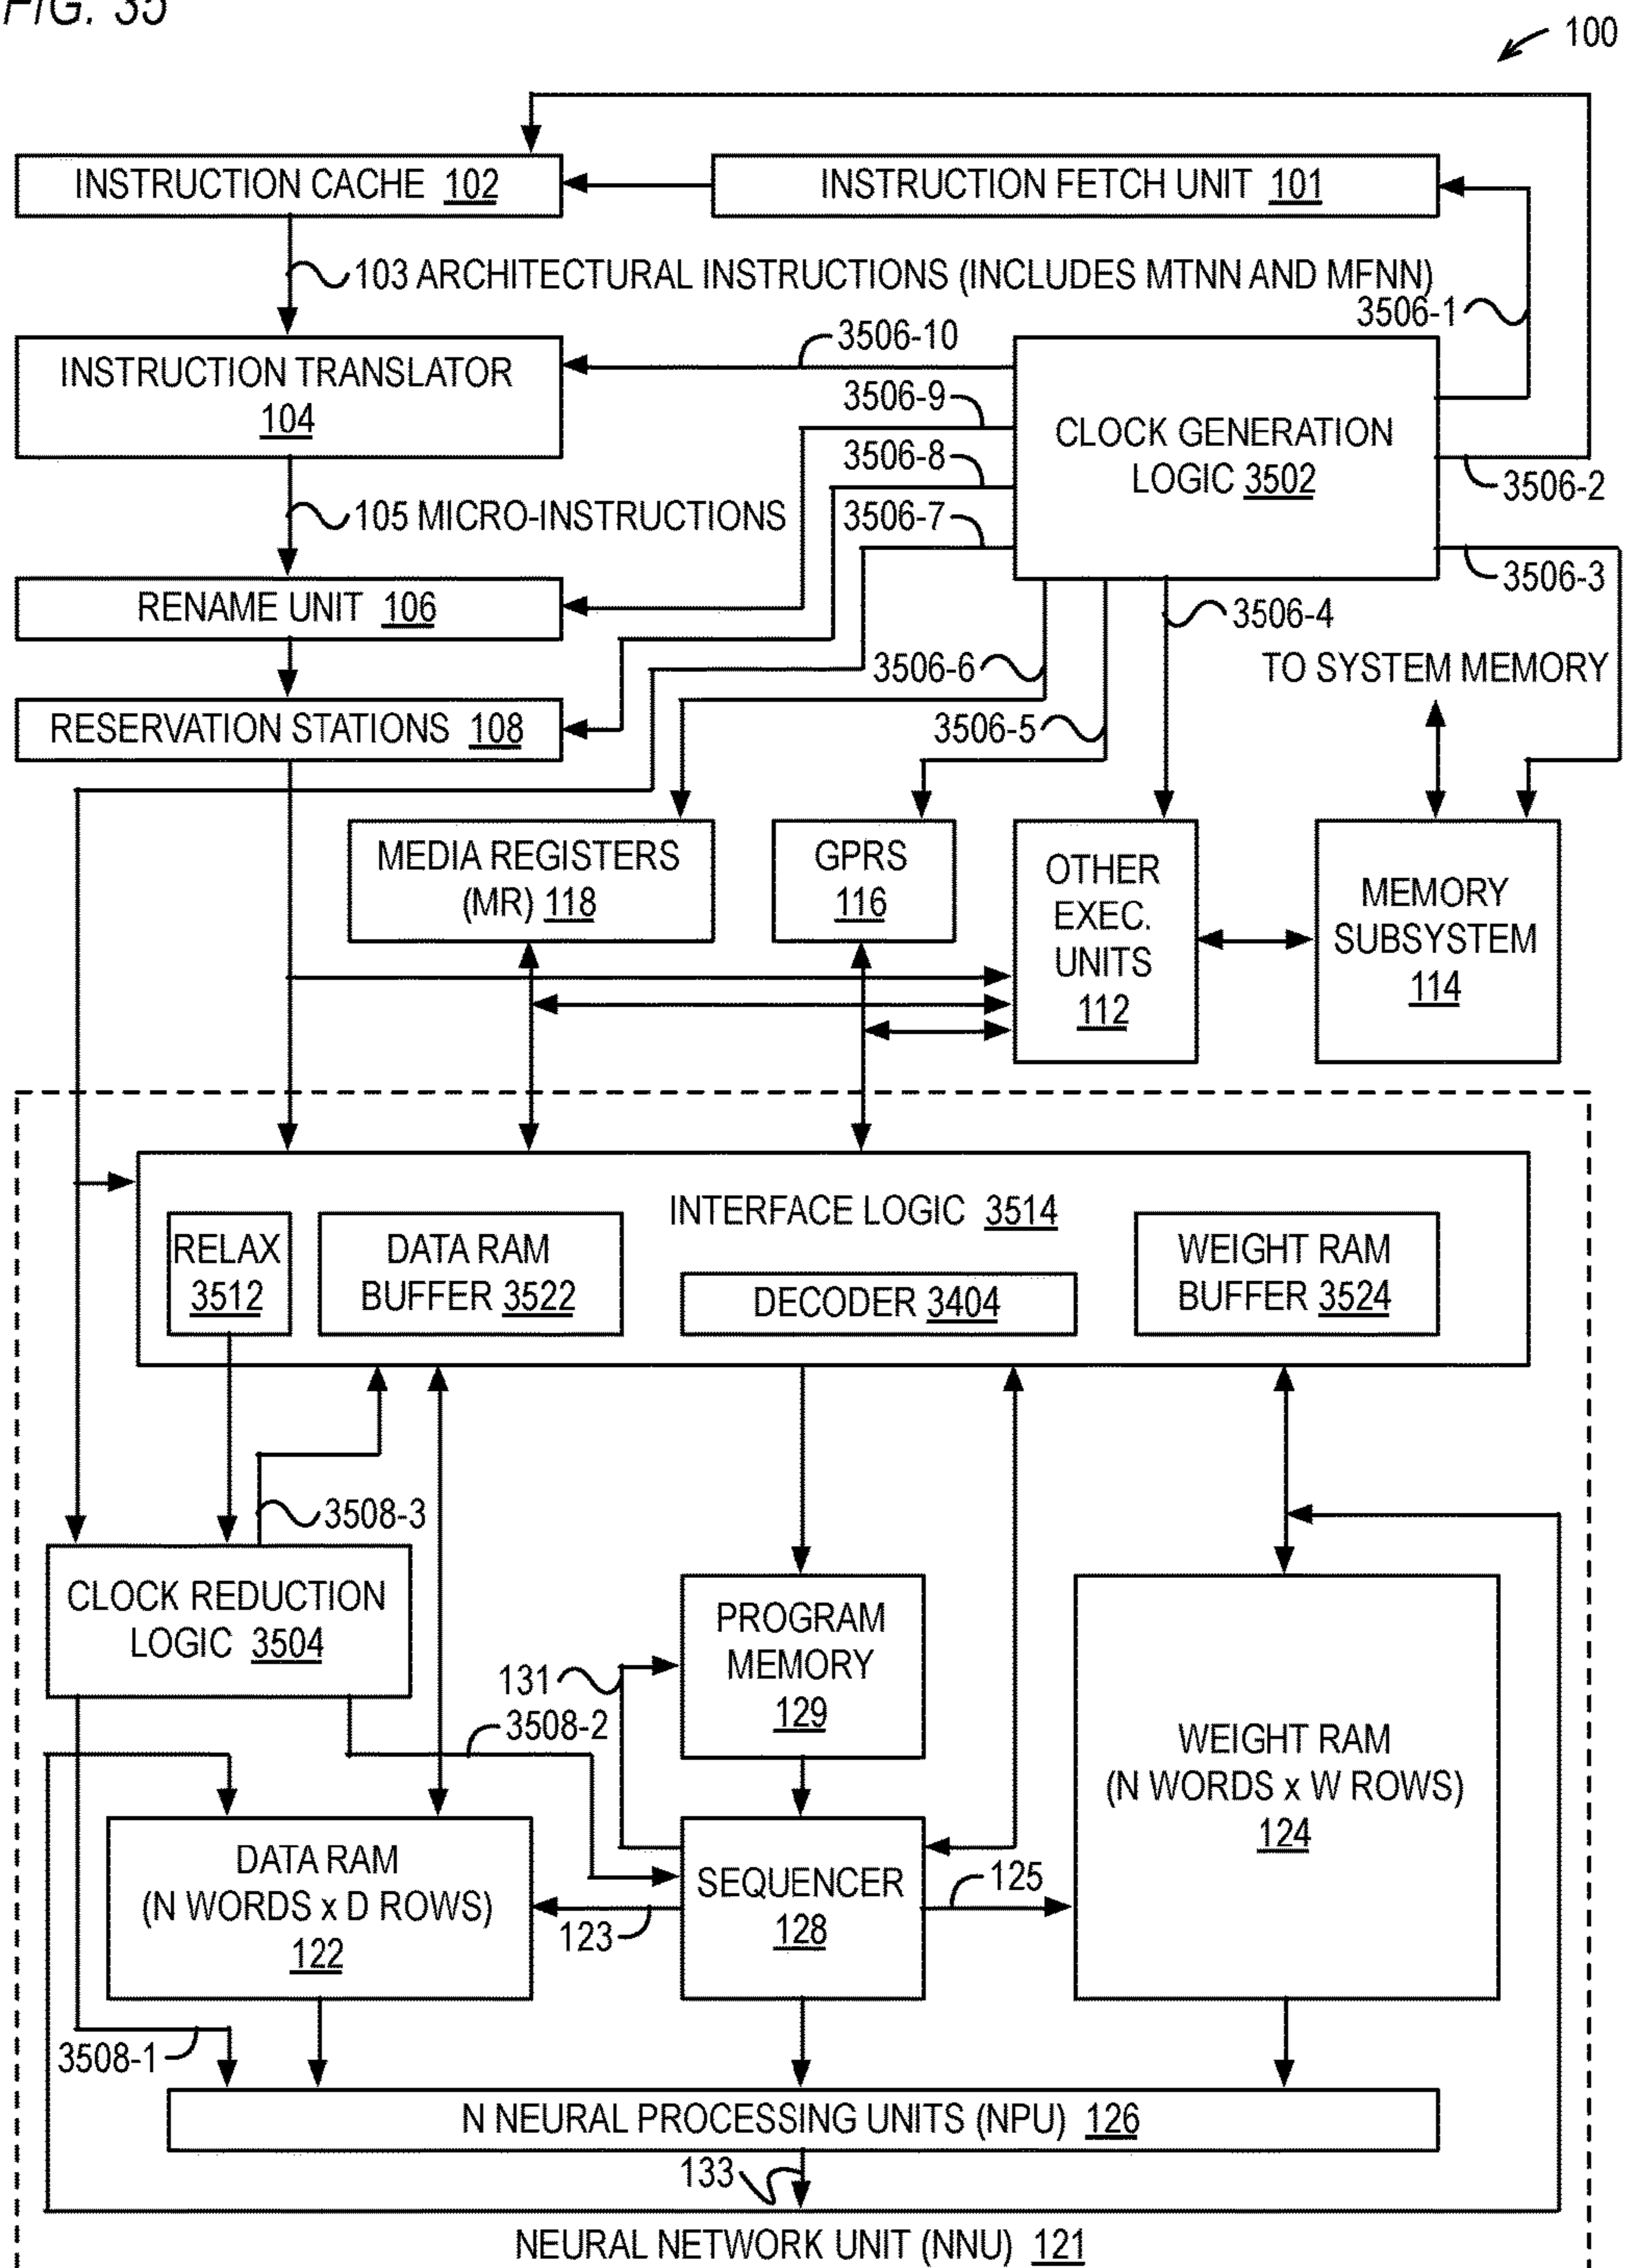 FIG. 35
100
INSTRUCTION CACHE 102
INSTRUCTION FETCH UNIT 101
103 ARCHITECTURAL INSTRUCTIONS (INCLUDES MTNN AND MFNN)
3506-1
INSTRUCTION TRANSLATOR
104
3506-10
3506-9
3506-8
3506-7
CLOCK GENERATION
LOGIC 3502
3506-2
3506-3
105 MICRO-INSTRUCTIONS
RENAME UNIT 106
3506-4
3506-6
TO SYSTEM MEMORY
RESERVATION STATIONS 108
3506-5
MEDIA REGISTERS
(MR) 118
GPRS
116
OTHER
EXEC.
UNITS
112
MEMORY
SUBSYSTEM
114
INTERFACE LOGIC 3514
RELAX
3512
DATA RAM
BUFFER 3522
DECODER 3404
WEIGHT RAM
BUFFER 3524
3508-3
CLOCK REDUCTION
LOGIC 3504
PROGRAM
MEMORY
129
131
3508-2
WEIGHT RAM
(N WORDS x W ROWS)
124
DATA RAM
(N WORDS x D ROWS)
122
SEQUENCER
128
125
123
3508-1
N NEURAL PROCESSING UNITS (NPU) 126
133
NEURAL NETWORK UNIT (NNU) 121